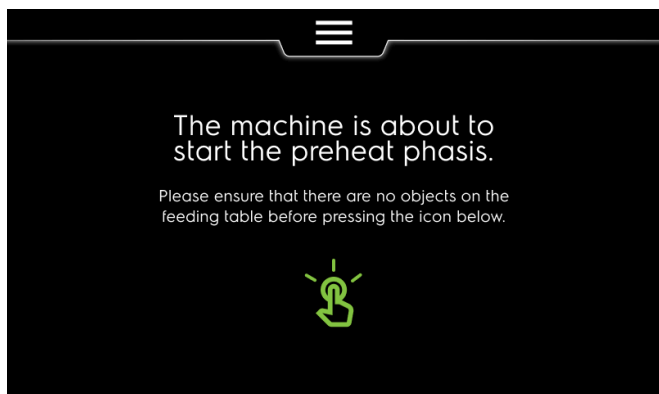 The machine is about to
start the preheat phasis.
Please ensure that there are no objects on the
feeding table before pressing the icon below.